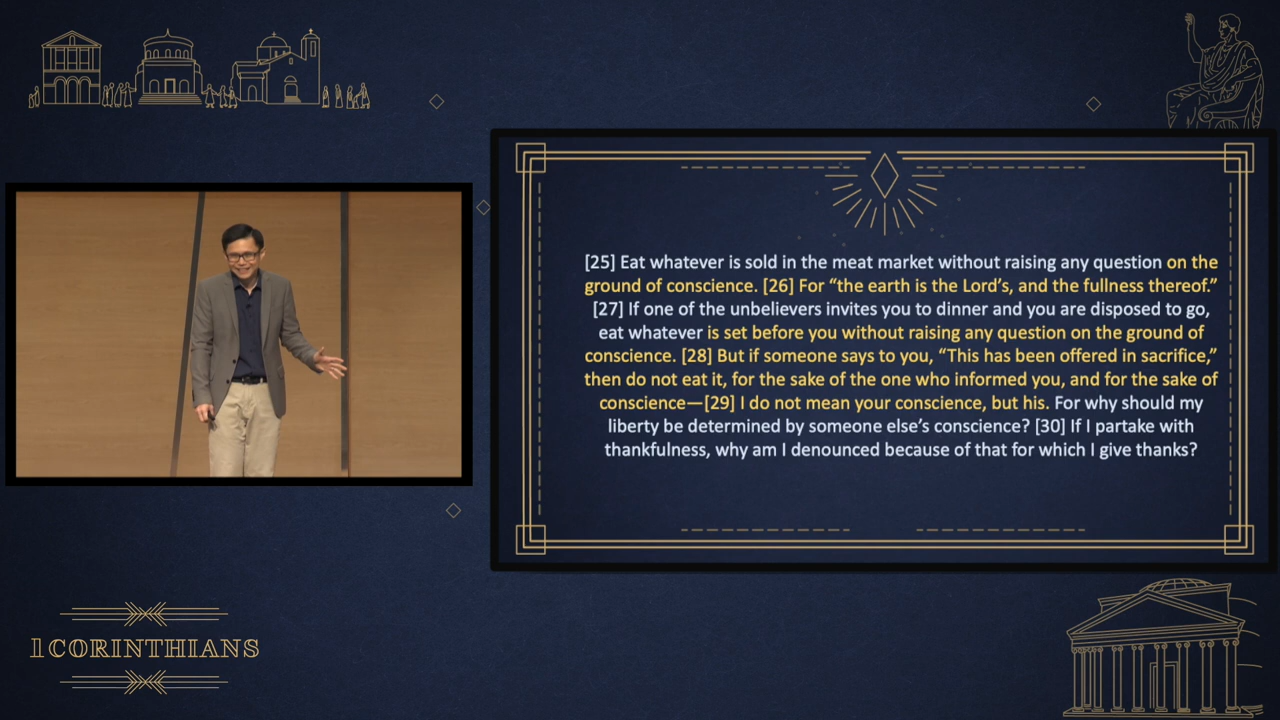 [25] Eat whatever is sold in the meat market without raising any question on the
ground of conscience. [26] For “the earth is the Lord’s, and the fullness thereof.”
[27] If one of the unbelievers invites you to dinner and you are disposed to go,
eat whatever is set before you without raising any question on the ground of
conscience. [28] But if someone says to you, “This has been offered in sacrifice,”
then do not eat it, for the sake of the one who informed you, and for the sake of
conscience—[29] I do not mean your conscience, but his. For why should my
liberty be determined by someone else’s conscience? [30] If I partake with
thankfulness, why am I denounced because of that for which I give thanks?
1CORINTHIANS